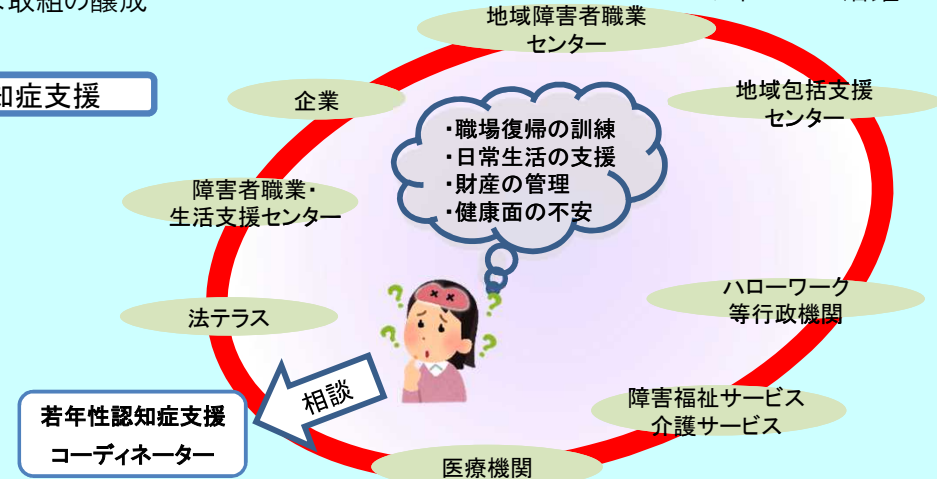 取組の醸成
地域障害者職業
センター
知症支援
企業
地域包括支援
センター
・職場復帰の訓練
・日常生活の支援
・財産の管理
・健康面の不安
障害者職業・
生活支援センター
ハローワーク
等行政機関
法テラス
相談
障害福祉サービス
介護サービス
若年性認知症支援
コーディネーター
医療機関